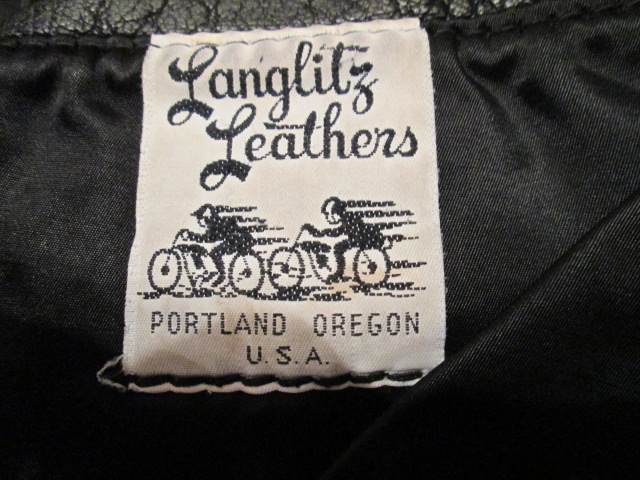 Langlitz
Leathers
PORTLAND OREGON
U.S.A.